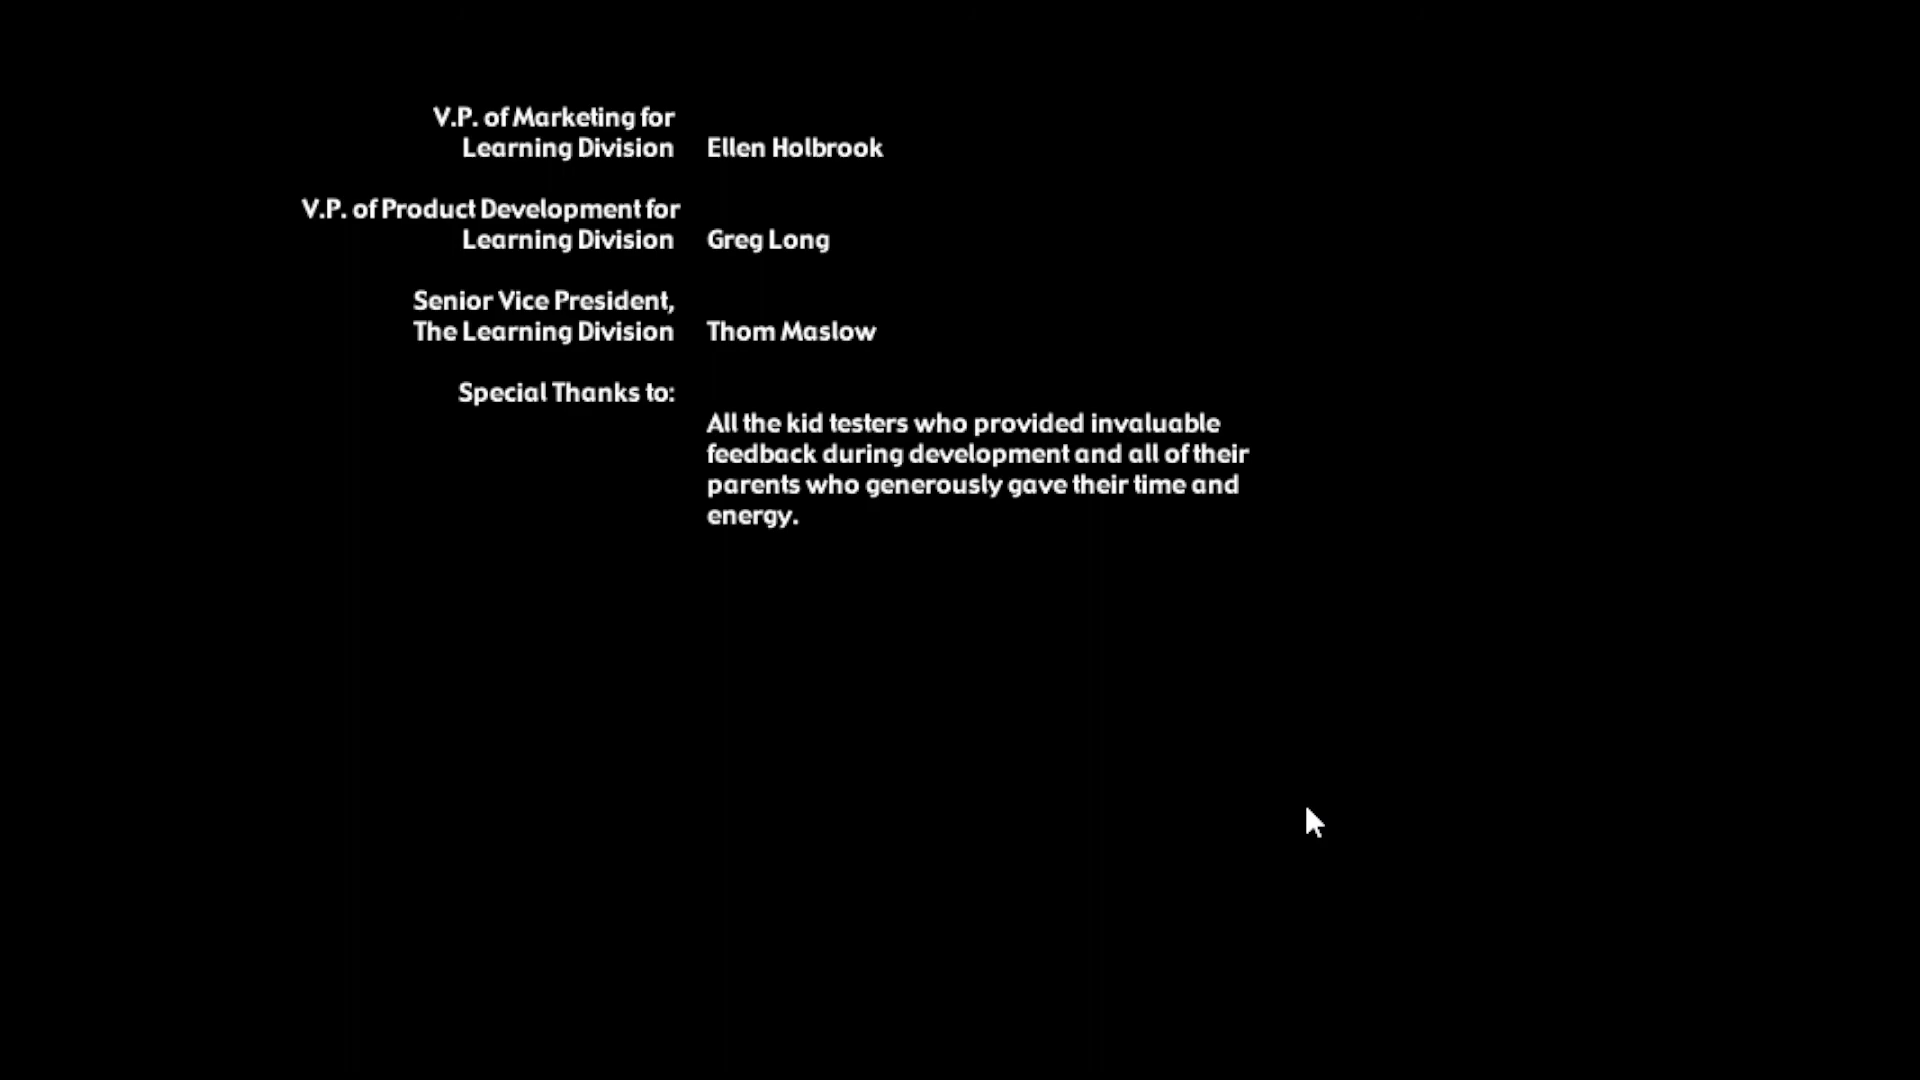 V.P. of Marketing for
Learning Division Ellen Holbrook
V.P. of Product Development for
Learning Division Greg Long
Senior Vice President,
The Learning Division Thom Maslow
Special Thanks to:
All the kid testers who provided invaluable
feedback during development and all of their
parents who generously gave their time and
energy.